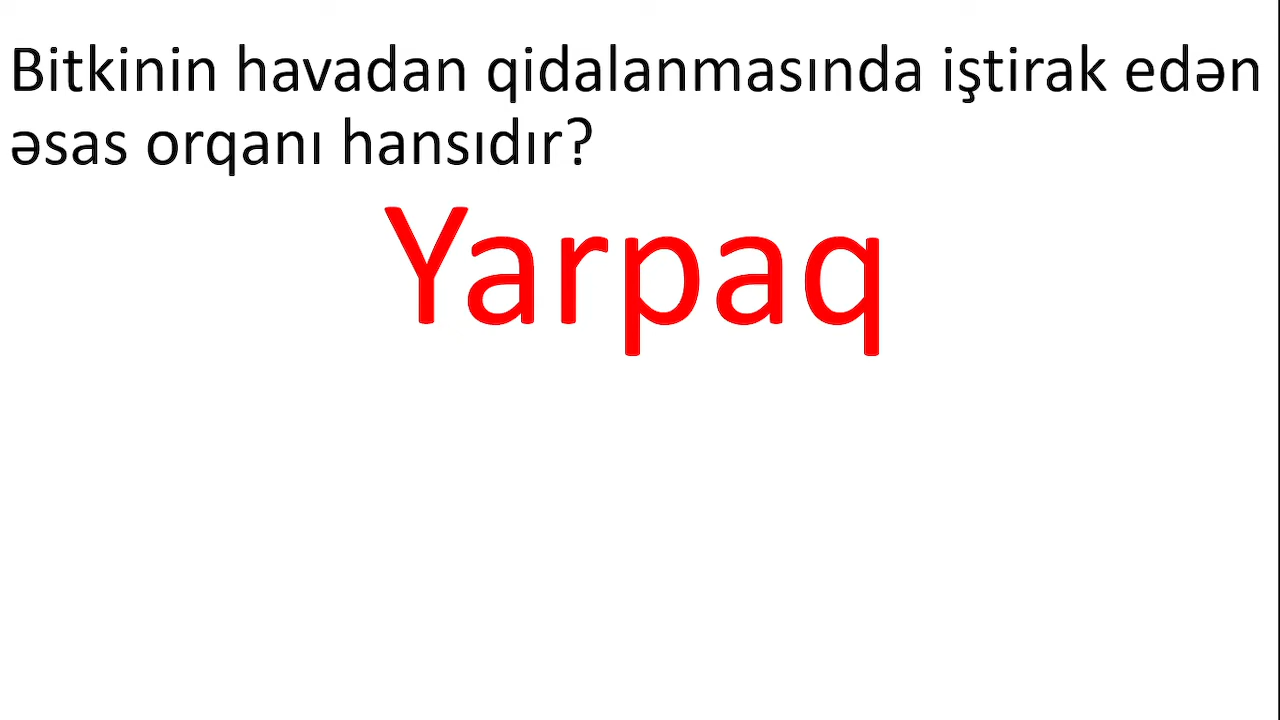 Bitkinin havadan qidalanmasında iştirak edən
əsas orqanı hansıdır?
Yarpaq